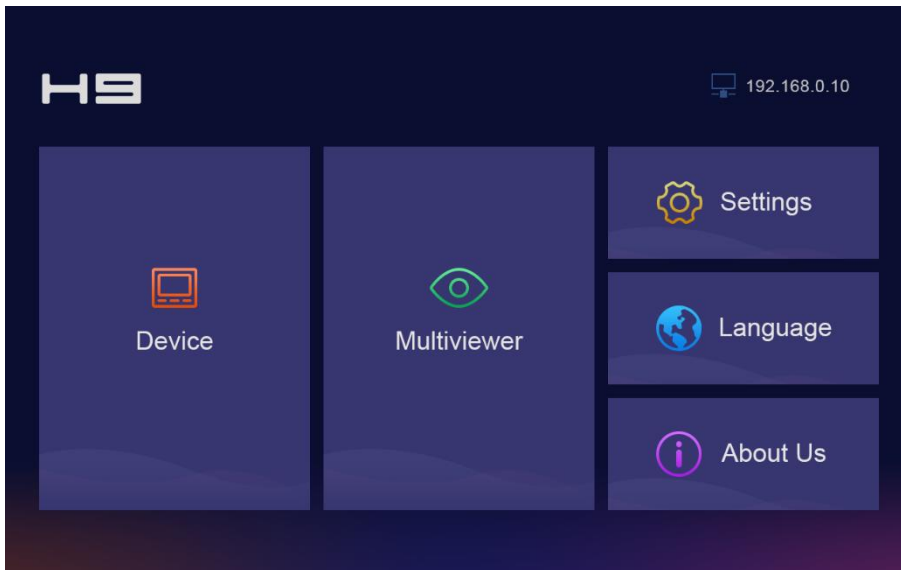 H9
192.168.0.10
Device
Multiviewer
Settings
Language
About Us